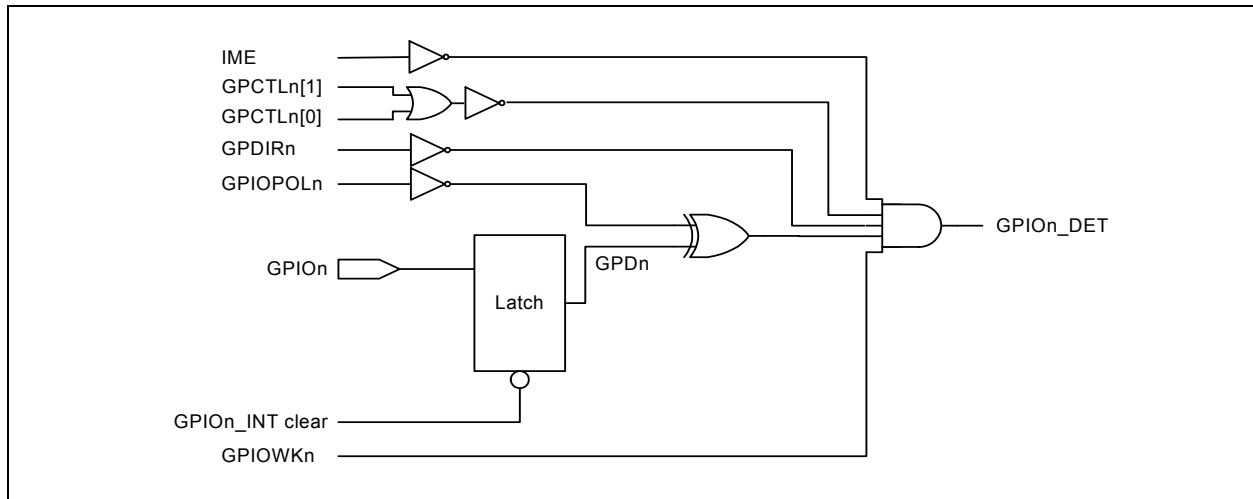 IME
GPCTLn[1]
GPCTLn[0]
GPDIRn
GPIOPOLn
GPIOn_DET
GPIOn
GPDn
Latch
GPIOn_INT clear
GPIOWKn